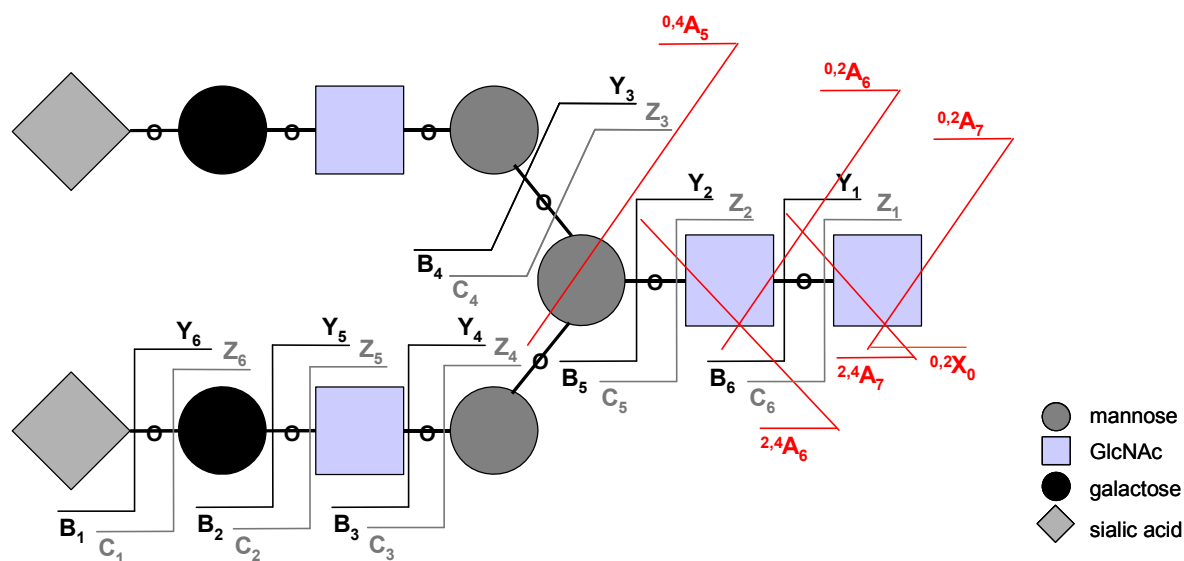 0,4A5
0,2A6
0,2A7
Y3
Z3
B4
C4
Y2
Z2
Y1
Z1
o o o
o
o o
o
Y6
Z6
Y5
Z5
Y4
Z4
B5
C5
B6
C6
2,4A7
0,2X0
2,4A6
o o o
B1
C1
B2
C2
B3
C3
mannose
GlcNAc
galactose
sialic acid